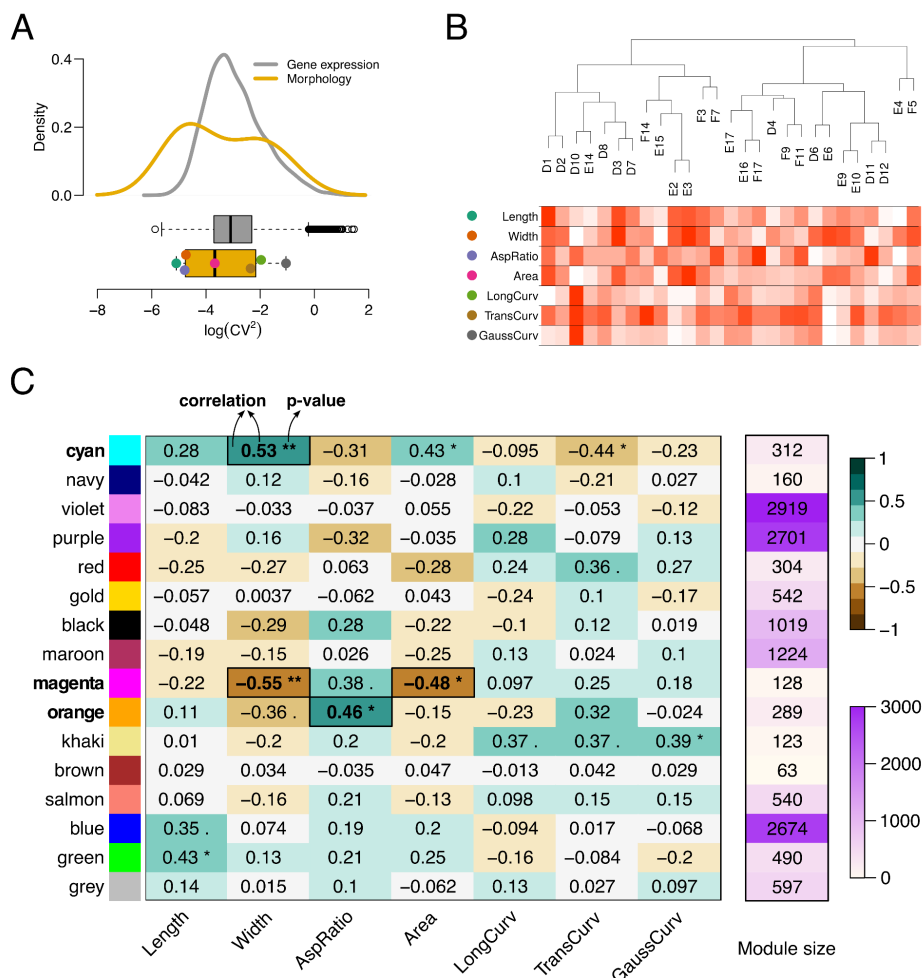 A
0.4
0.2
0.0
Density
Gene expression
Morphology
−8 −6 −4 −2 0 2
log(CV²)
B
D1 D2 D10 E14 D8 D3 D7 F14 E15 E2 E3 F3 F7 E17 E16 F17 D4 F9 F11 D6 E6 E9 E10 D11 D12 E4 F5
Length
Width
AspRatio
Area
LongCurv
TransCurv
GaussCurv
C
correlation p-value
cyan 0.28 0.53 ** −0.31 0.43 * −0.095 −0.44 * −0.23 312
navy −0.042 0.12 −0.16 −0.028 0.1 −0.21 0.027 160
violet −0.083 −0.033 −0.037 0.055 −0.22 −0.053 −0.12 2919
purple −0.2 0.16 −0.32 −0.035 0.28 −0.079 0.13 2701
red −0.25 −0.27 0.063 −0.28 0.24 0.36 . 0.27 304
gold −0.057 0.0037 −0.062 0.043 −0.24 0.1 −0.17 542
black −0.048 −0.29 0.28 −0.22 −0.1 0.12 0.019 1019
maroon −0.19 −0.15 0.026 −0.25 0.13 0.024 0.1 1224
magenta −0.22 −0.55 ** 0.38 . −0.48 * 0.097 0.25 0.18 128
orange 0.11 −0.36 . 0.46 * −0.15 −0.23 0.32 −0.024 289
khaki 0.01 −0.2 0.2 −0.2 0.37 . 0.37 . 0.39 * 123
brown 0.029 0.034 −0.035 0.047 −0.013 0.042 0.029 63
salmon 0.069 −0.16 0.21 −0.13 0.098 0.15 0.15 540
blue 0.35 . 0.074 0.19 0.2 −0.094 0.017 −0.068 2674
green 0.43 * 0.13 0.21 0.25 −0.16 −0.084 −0.2 490
grey 0.14 0.015 0.1 −0.062 0.13 0.027 0.097 597
Length Width AspRatio Area LongCurv TransCurv GaussCurv
Module size
1
0.5
0
−0.5
−1
3000
2000
1000
0